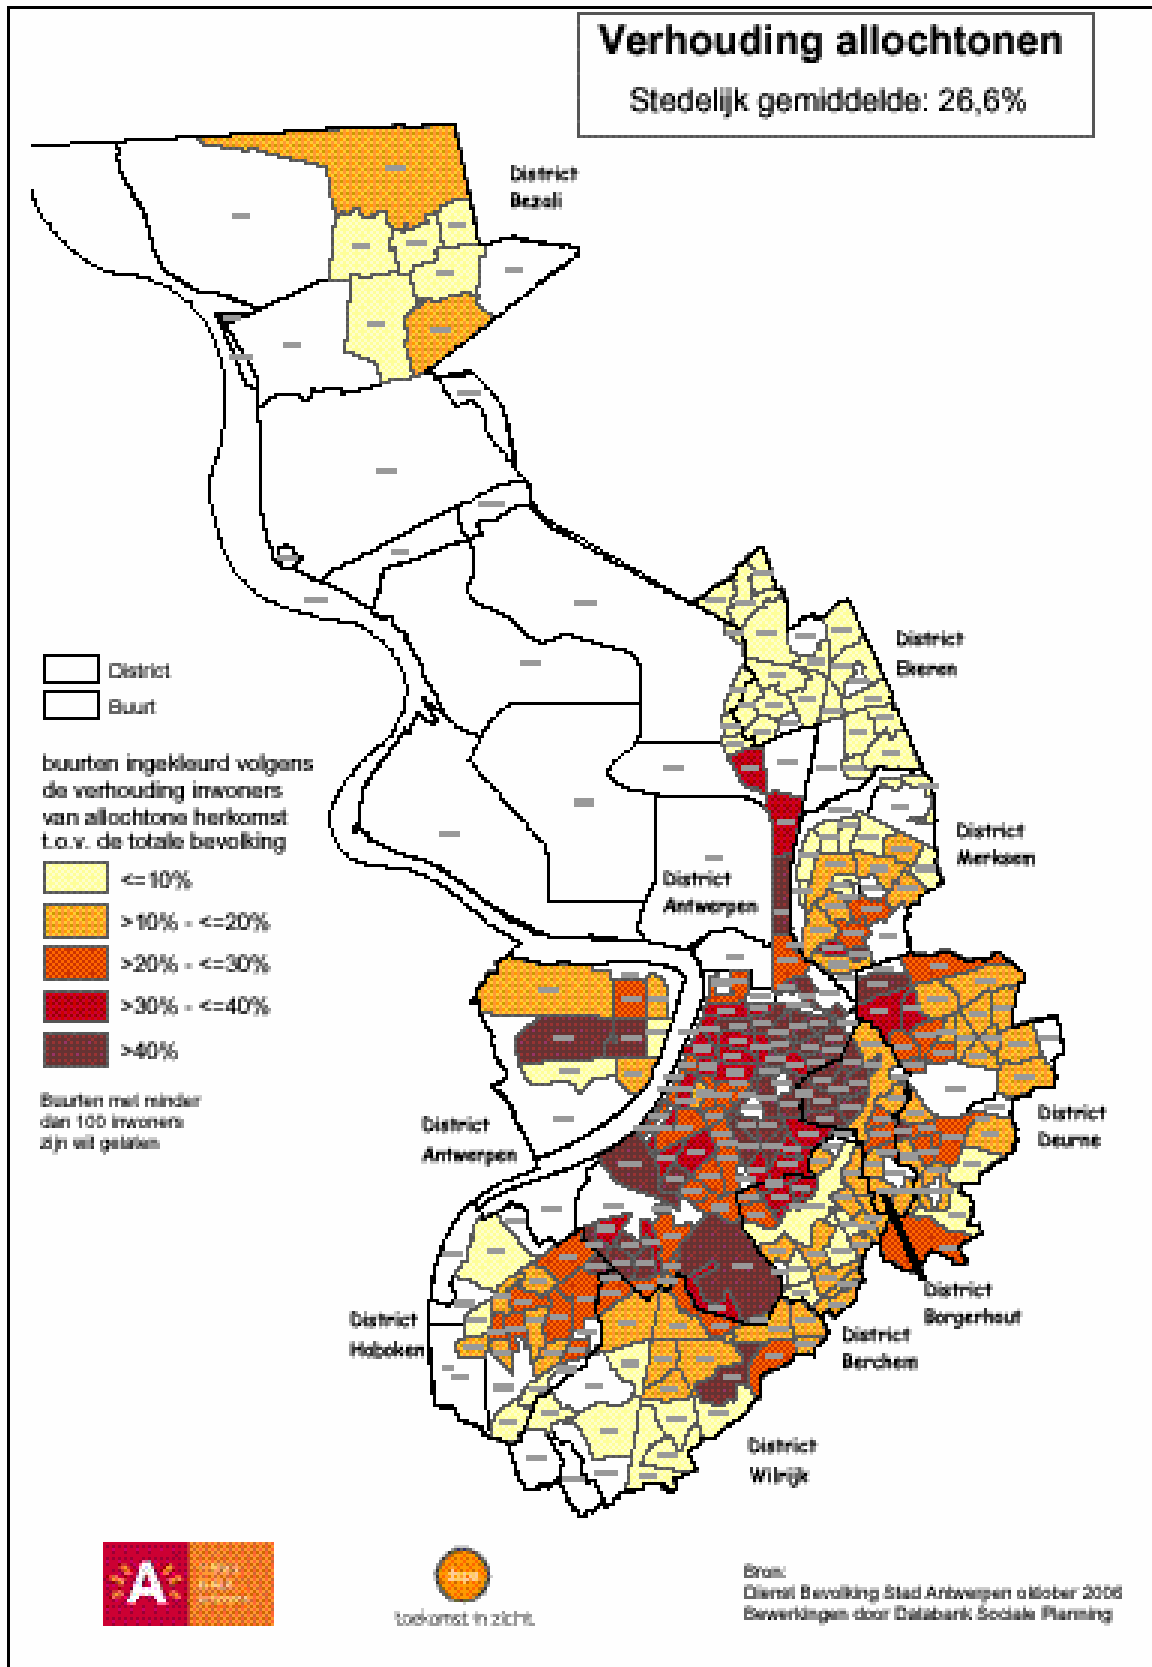 Verhouding allochtonen
Stedelijk gemiddelde: 26,6%
District
Bezali
District
Ekeren
District
Buurt
buurten ingekleurd volgens
de verhouding inwoners
van allochtone herkomst
t.o.v. de totale bevolking
<=10%
>10% - <=20%
>20% - <=30%
>30% - <=40%
>40%
Buurten met minder
dan 100 inwoners
zijn wit gelaten
District
Merksem
District
Antwerpen
District
Antwerpen
District
Deurne
District
Borgerhout
District
Hoboken
District
Berchem
District
Wilrijk
A
toekomst in zicht
Bron:
Dienst Bevolking Stad Antwerpen oktober 2006
Bewerkingen door Databank Sociale Planning